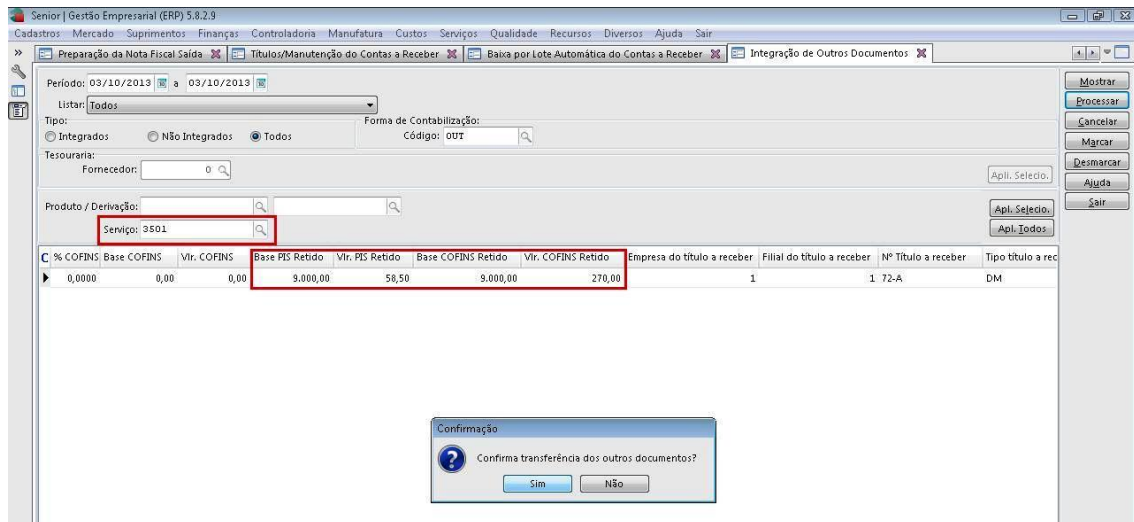 Senior | Gestão Empresarial (ERP) 5.8.2.9
Cadastros Mercado Suprimentos Finanças Controladoria Manufatura Custos Serviços Qualidade Recursos Diversos Ajuda Sair
Preparação da Nota Fiscal Saída Títulos/Manutenção do Contas a Receber Baixa por Lote Automática do Contas a Receber Integração de Outros Documentos
Período: 03/10/2013 a 03/10/2013 Mostrar
Listar: Todos Processar
Tipo: Forma de Contabilização: Cancelar
Integrados Não Integrados Todos Código: OUT Marcar
Tesouraria: Desmarcar
Fornecedor: 0 Apli. Selecio. Ajuda
Produto / Derivação: Apl. Selecio. Sair
Serviço: 3501 Apl. Todos
C % COFINS Base COFINS Vlr. COFINS Base PIS Retido Vlr. PIS Retido Base COFINS Retido Vlr. COFINS Retido Empresa do título a receber Filial do título a receber Nº Título a receber Tipo título a rec
0,0000 0,00 0,00 9.000,00 58,50 9.000,00 270,00 1 1 72-A DM
Confirmação
Confirma transferência dos outros documentos?
Sim Não